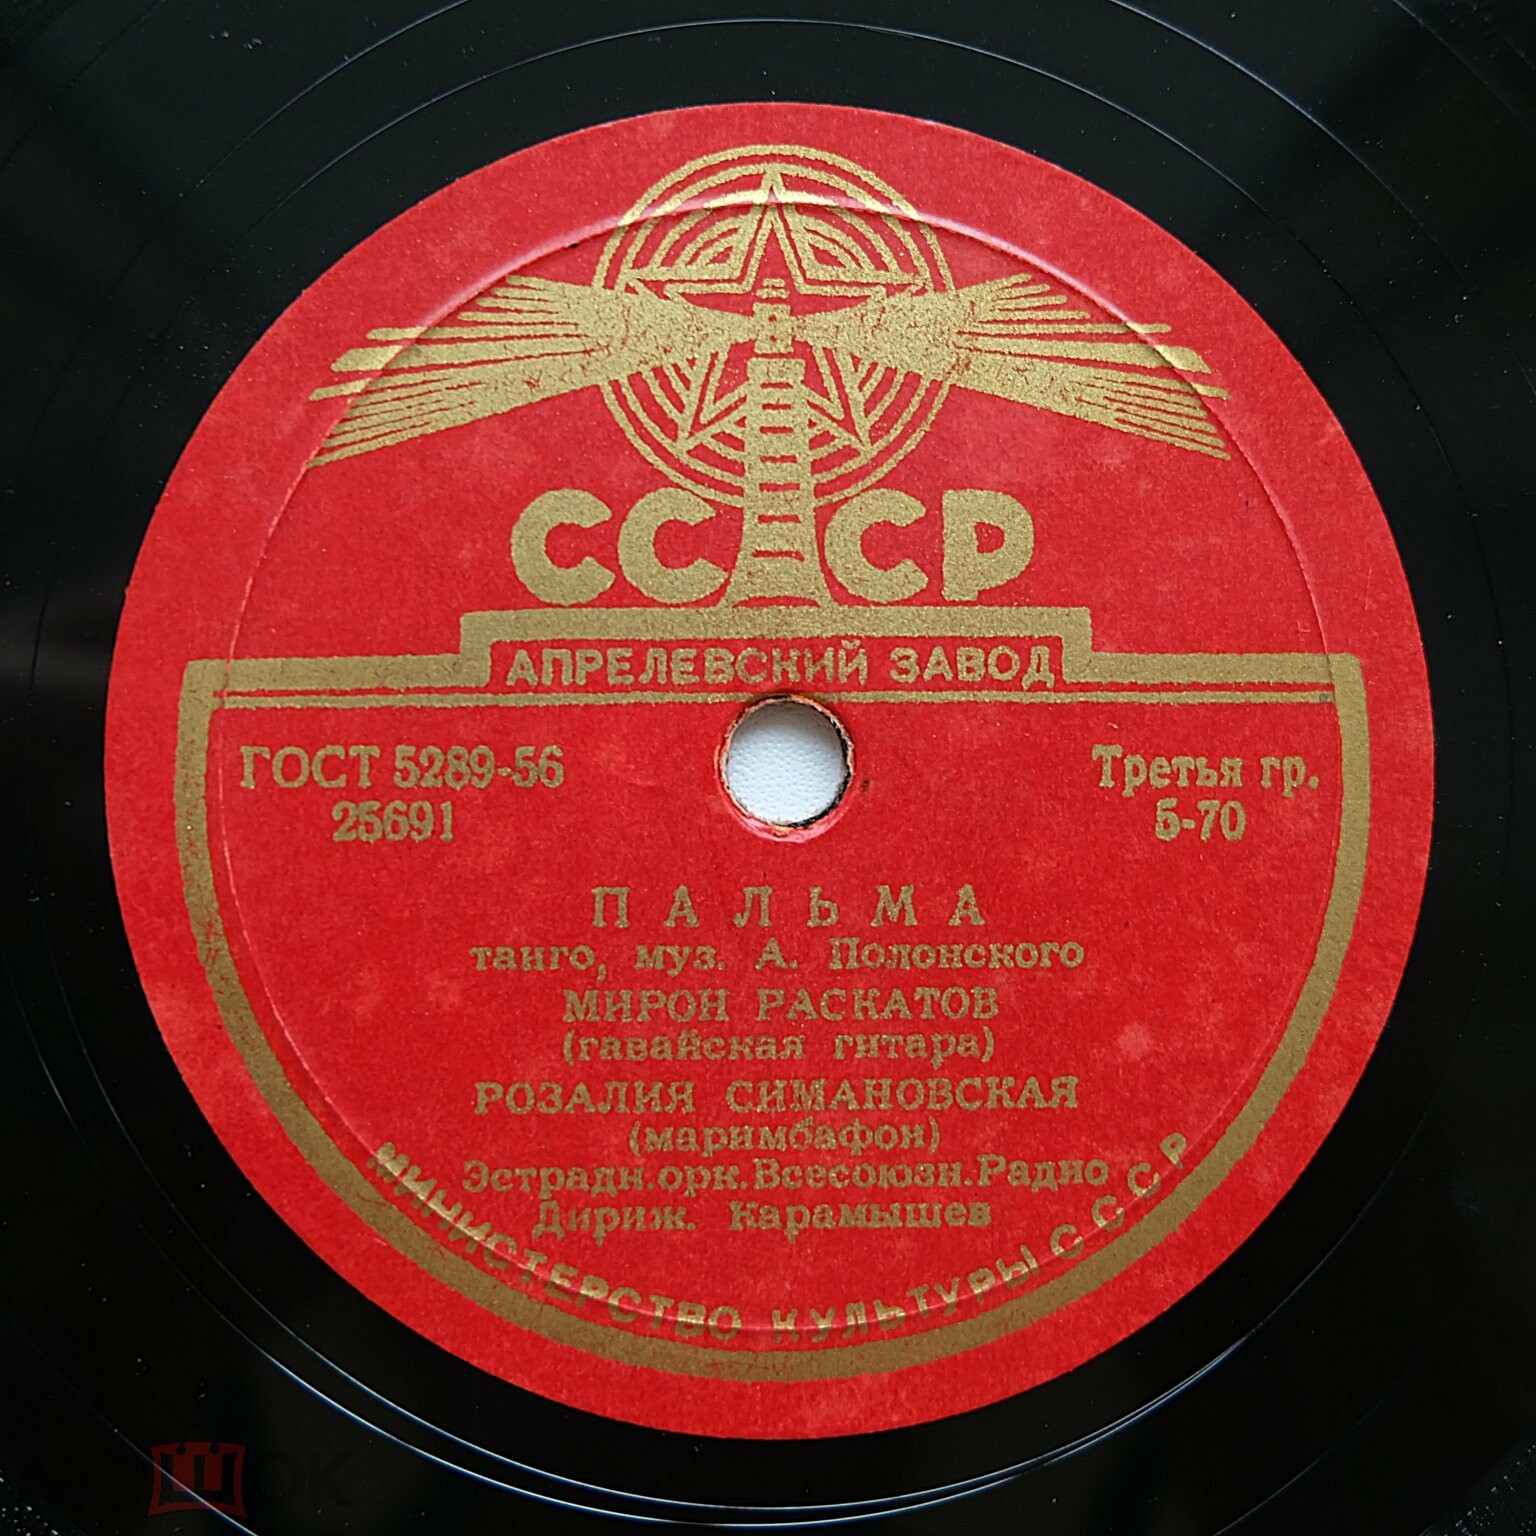 СССР
АПРЕЛЕВСКИЙ ЗАВОД
ГОСТ 5289-56
25691
Третья гр.
5-70
ПАЛЬМА
танго, муз. А. Полонского
МИРОН РАСКАТОВ
(гавайская гитара)
РОЗАЛИЯ СИМАНОВСКАЯ
(маримбафон)
Эстрадн.орк.Всесоюзн.Радио
Дириж. Карамышев
МИНИСТЕРСТВО КУЛЬТУРЫ СССР